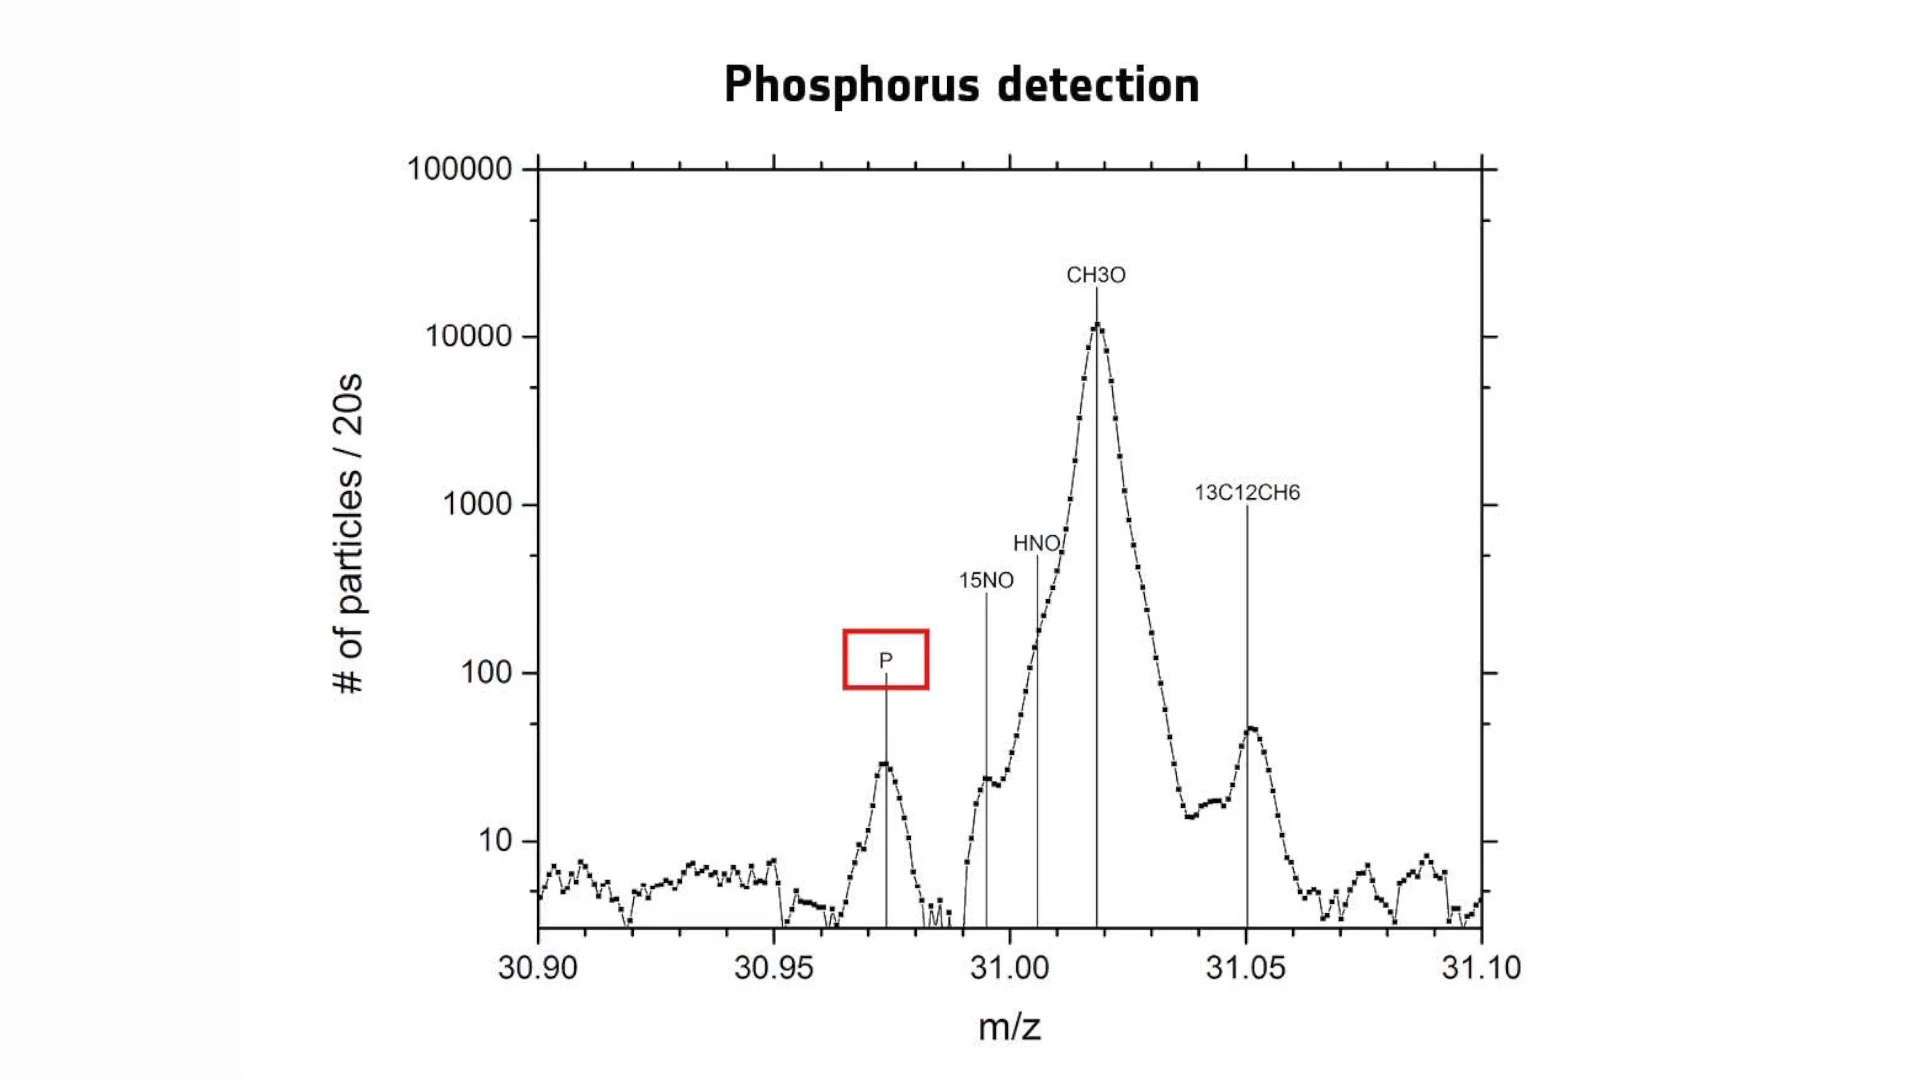 Phosphorus detection
100000
10000
1000
100
10
# of particles / 20s
CH3O
13C12CH6
HNO
15NO
P
30.90
30.95
31.00
31.05
31.10
m/z